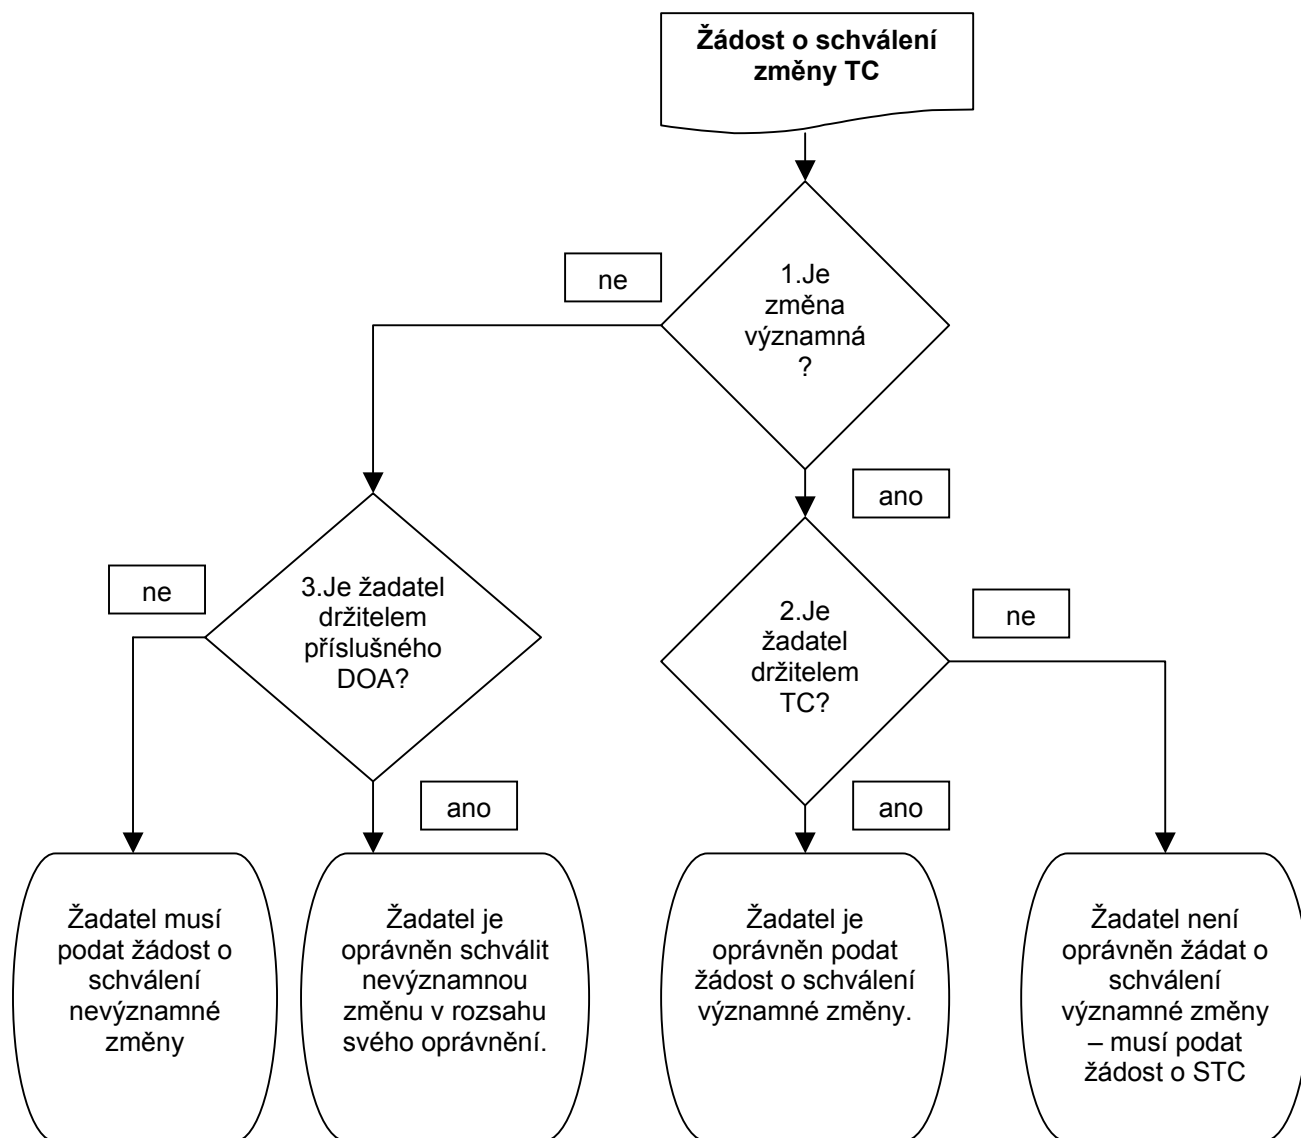 Žádost o schválení
změny TC
1.Je
změna
významná
?
ne
ano
3.Je žadatel
držitelem
příslušného
DOA?
ne
ano
2.Je
žadatel
držitelem
TC?
ne
ano
Žadatel musí
podat žádost o
schválení
nevýznamné
změny
Žadatel je
oprávněn schválit
nevýznamnou
změnu v rozsahu
svého oprávnění.
Žadatel je
oprávněn podat
žádost o schválení
významné změny.
Žadatel není
oprávněn žádat o
schválení
významné změny
– musí podat
žádost o STC